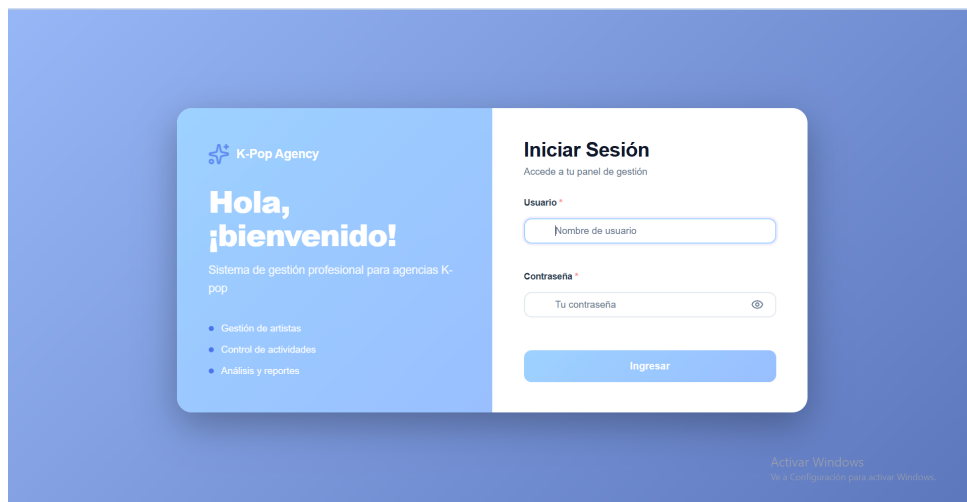 K-Pop Agency
Hola,
¡bienvenido!
Sistema de gestión profesional para agencias K-
pop
Gestión de artistas
Control de actividades
Análisis y reportes
Iniciar Sesión
Accede a tu panel de gestión
Usuario *
Nombre de usuario
Contraseña *
Tu contraseña
Ingresar
Activar Windows
Ve a Configuración para activar Windows.